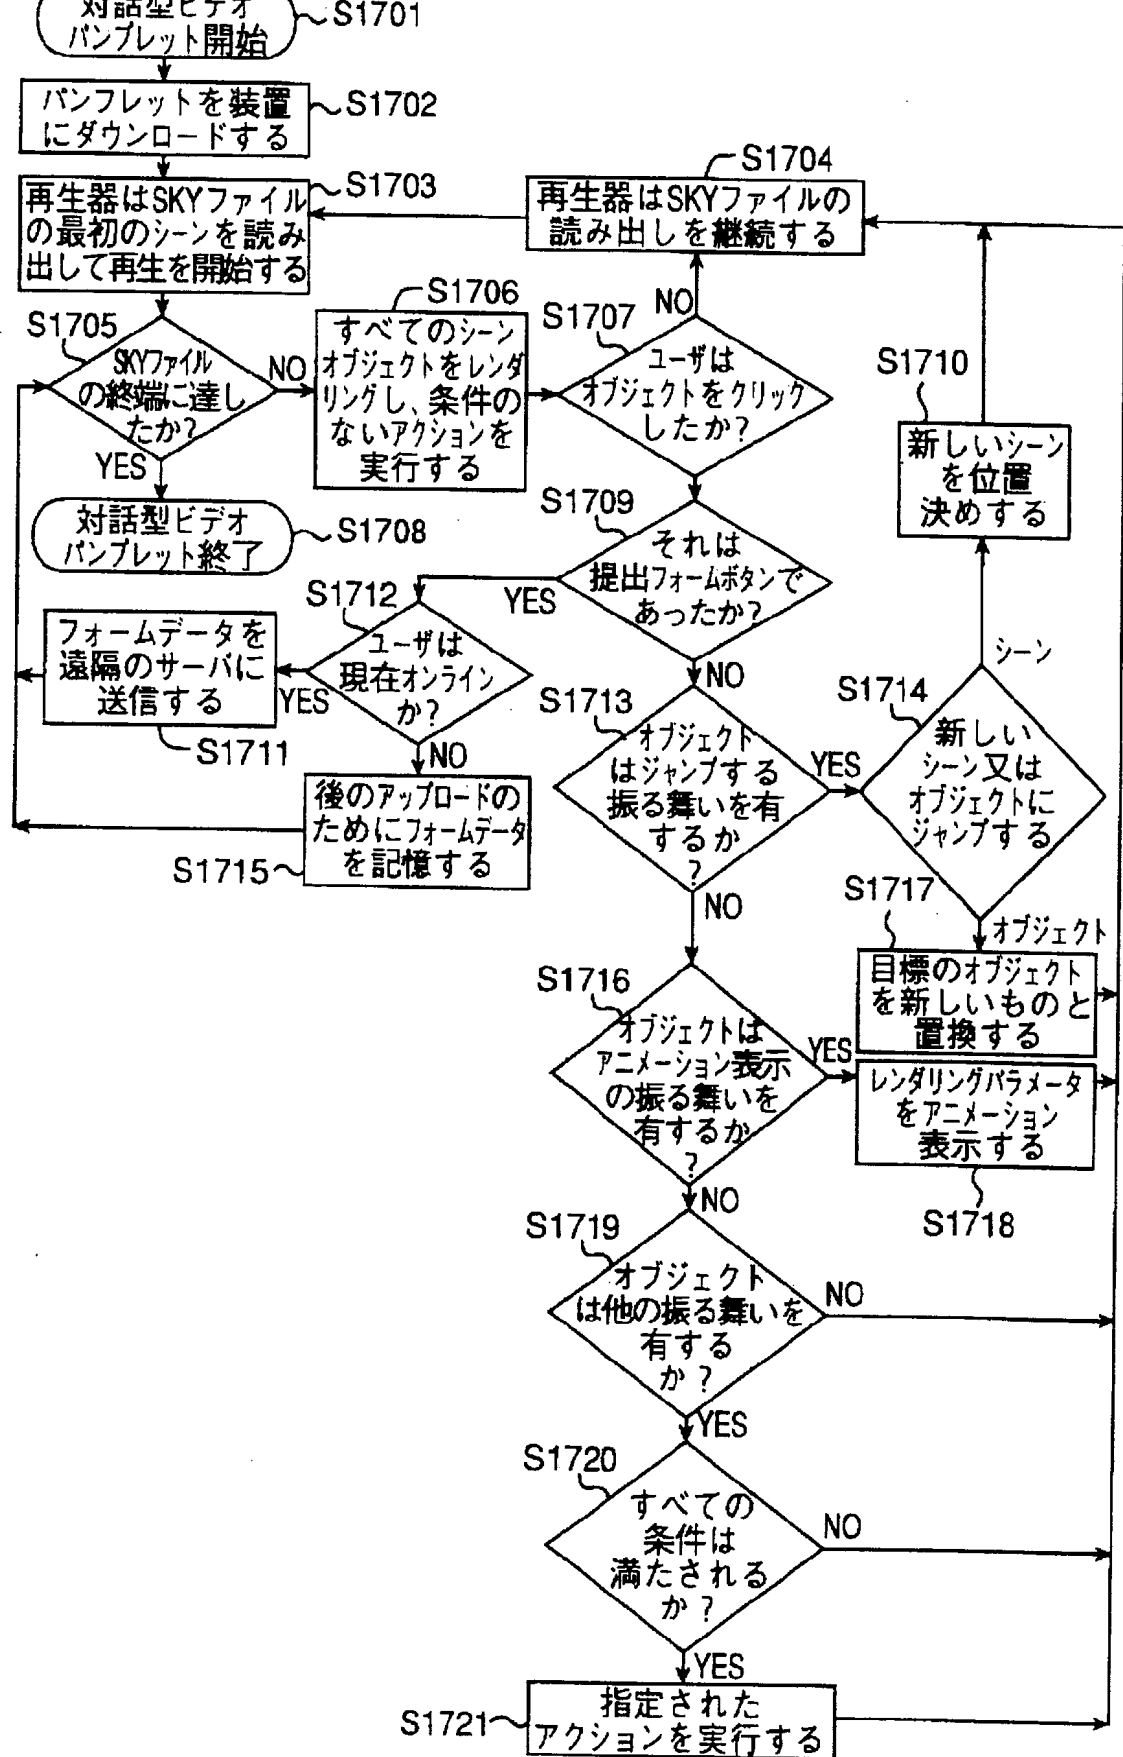 対話型ビデオ
パンプレット開始
S1701
パンフレットを装置
にダウンロードする
S1702
再生器はSKYファイル
の最初のシーンを読み
出して再生を開始する
S1703
S1704
再生器はSKYファイルの
読み出しを継続する
S1705
SKYファイル
の終端に達し
たか?
NO
YES
S1706
すべてのシーン
オブジェクトをレンダ
リングし、条件の
ないアクションを
実行する
S1707
NO
ユーザは
オブジェクトをクリック
したか?
対話型ビデオ
パンプレット終了
S1708
S1709
それは
提出フォームボタンで
あったか?
YES
NO
S1710
新しいシーン
を位置
決めする
フォームデータを
遠隔のサーバに
送信する
S1711
S1712
ユーザは
現在オンライン
か?
YES
NO
S1713
オブジェクト
はジャンプする
振る舞いを有
するか
?
YES
NO
S1714
シーン
新しい
シーン又は
オブジェクトに
ジャンプする
オブジェクト
後のアップロードの
ためにフォームデータ
を記憶する
S1715
S1716
オブジェクトは
アニメーション表示
の振る舞いを
有するか
?
YES
NO
S1717
目標のオブジェクト
を新しいものと
置換する
レンダリングパラメータ
をアニメーション
表示する
S1718
S1719
オブジェクト
は他の振る舞いを
有する
か?
NO
YES
S1720
すべての
条件は
満たされる
か?
NO
YES
S1721
指定された
アクションを実行する